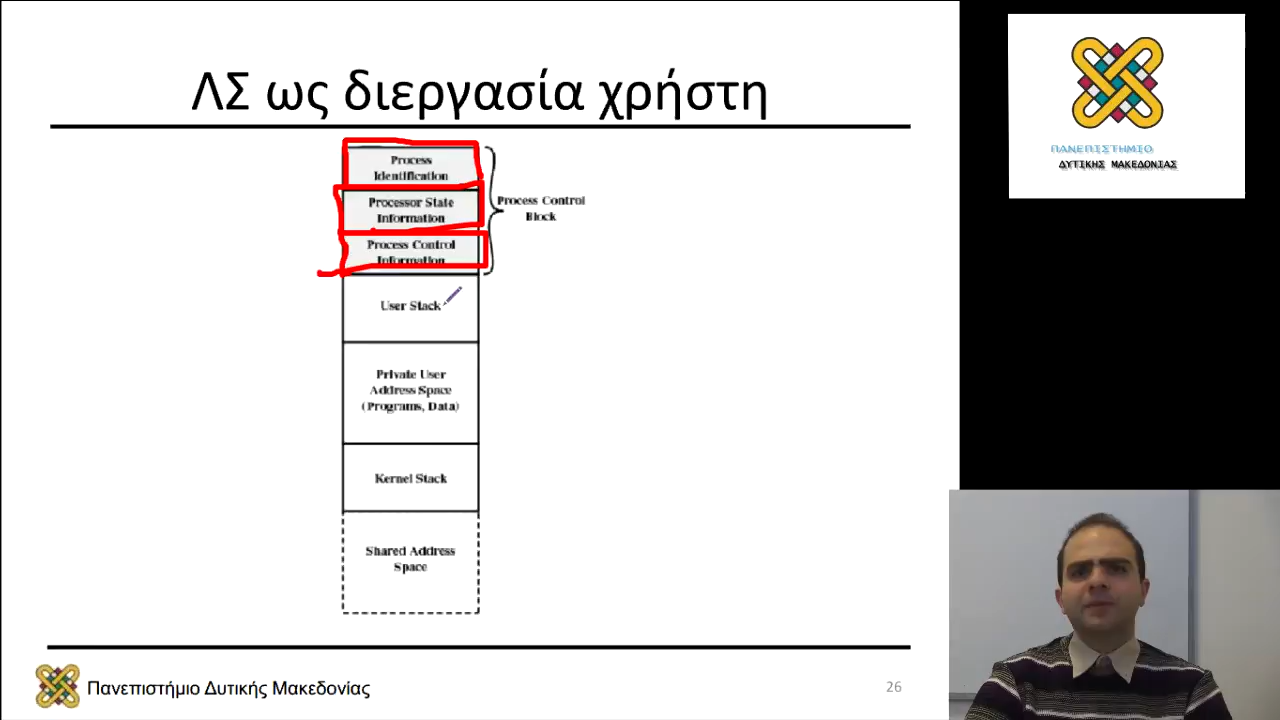 ΛΣ ως διεργασία χρήστη
Process
Identification
Processor State
Information
Process Control
Information
Process Control
Block
User Stack
Private User
Address Space
(Programs, Data)
Kernel Stack
Shared Address
Space
Πανεπιστήμιο Δυτικής Μακεδονίας
26
ΠΑΝΕΠΙΣΤΗΜΙΟ
ΔΥΤΙΚΗΣ ΜΑΚΕΔΟΝΙΑΣ